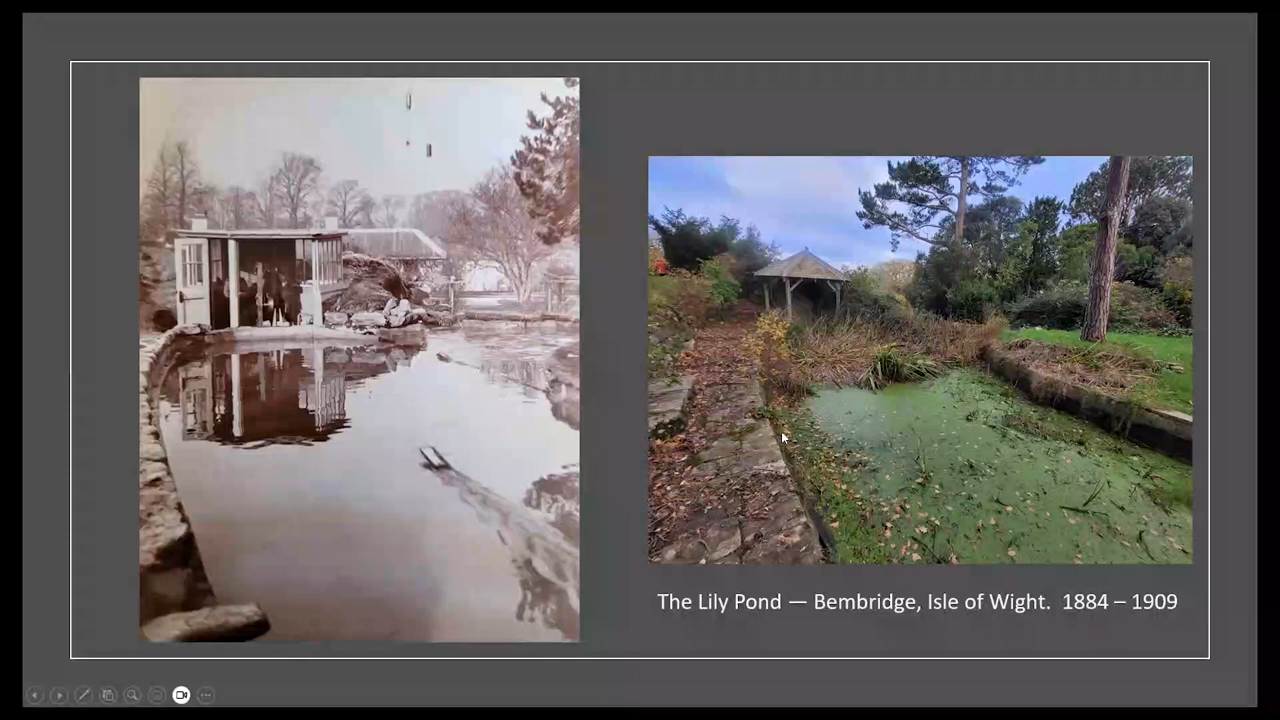 The Lily Pond — Bembridge, Isle of Wight.  1884 – 1909